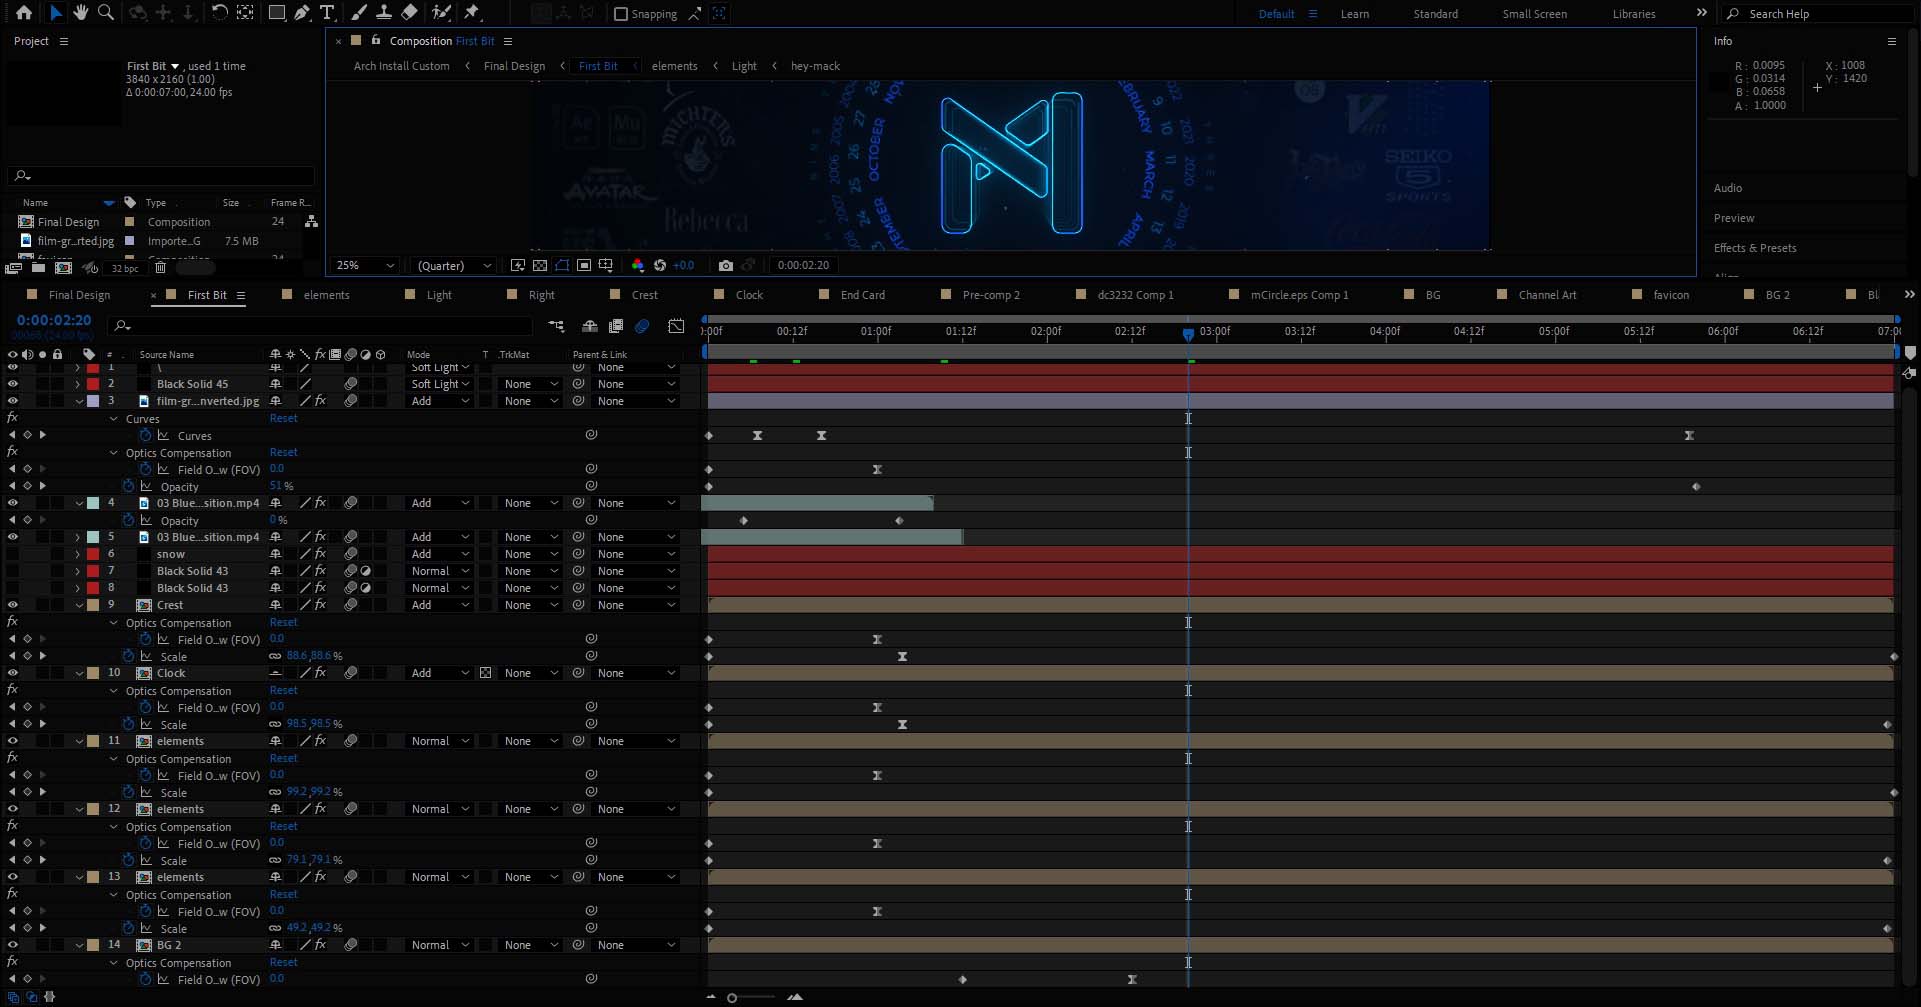 Snapping
Default
Learn
Standard
Small Screen
Libraries
Search Help
Project
First Bit , used 1 time
3840 x 2160 (1.00)
Δ 0:00:07:00, 24.00 fps
Name Type Size Frame R...
Final Design Composition 24
film-gr...rted.jpg Importe...G 7.5 MB
32 bpc
Composition First Bit
Arch Install Custom Final Design First Bit elements Light hey-mack
Ae Mu
MICHTERS
AVATAR
Rebecca
OCTOBER
FEBRUARY
MARCH
APRIL
SEIKO
5
SPORTS
25% (Quarter) +0.0 0:00:02:20
Info
R : 0.0095 X : 1008
G : 0.0314 Y : 1420
B : 0.0658
A : 1.0000
Audio
Preview
Effects & Presets
Final Design First Bit elements Light Right Crest Clock End Card Pre-comp 2 dc3232 Comp 1 mCircle.eps Comp 1 BG Channel Art favicon BG 2
0:00:02:20
:00f 00:12f 01:00f 01:12f 02:00f 02:12f 03:00f 03:12f 04:00f 04:12f 05:00f 05:12f 06:00f 06:12f 07:00
# Source Name Mode T .TrkMat Parent & Link
1 \ Soft Light None
2 Black Solid 45 Soft Light None None
3 film-gr...nverted.jpg Add None None
Curves Reset
Curves
Optics Compensation Reset
Field O...w (FOV) 0.0
Opacity 51 %
4 03 Blue...sition.mp4 Add None None
Opacity 0 %
5 03 Blue...sition.mp4 Add None None
6 snow Add None None
7 Black Solid 43 Normal None None
8 Black Solid 43 Normal None None
9 Crest Add None None
Optics Compensation Reset
Field O...w (FOV) 0.0
Scale 88.6,88.6 %
10 Clock Add None None
Optics Compensation Reset
Field O...w (FOV) 0.0
Scale 98.5,98.5 %
11 elements Normal None None
Optics Compensation Reset
Field O...w (FOV) 0.0
Scale 99.2,99.2 %
12 elements Normal None None
Optics Compensation Reset
Field O...w (FOV) 0.0
Scale 79.1,79.1 %
13 elements Normal None None
Optics Compensation Reset
Field O...w (FOV) 0.0
Scale 49.2,49.2 %
14 BG 2 Normal None None
Optics Compensation Reset
Field O...w (FOV) 0.0